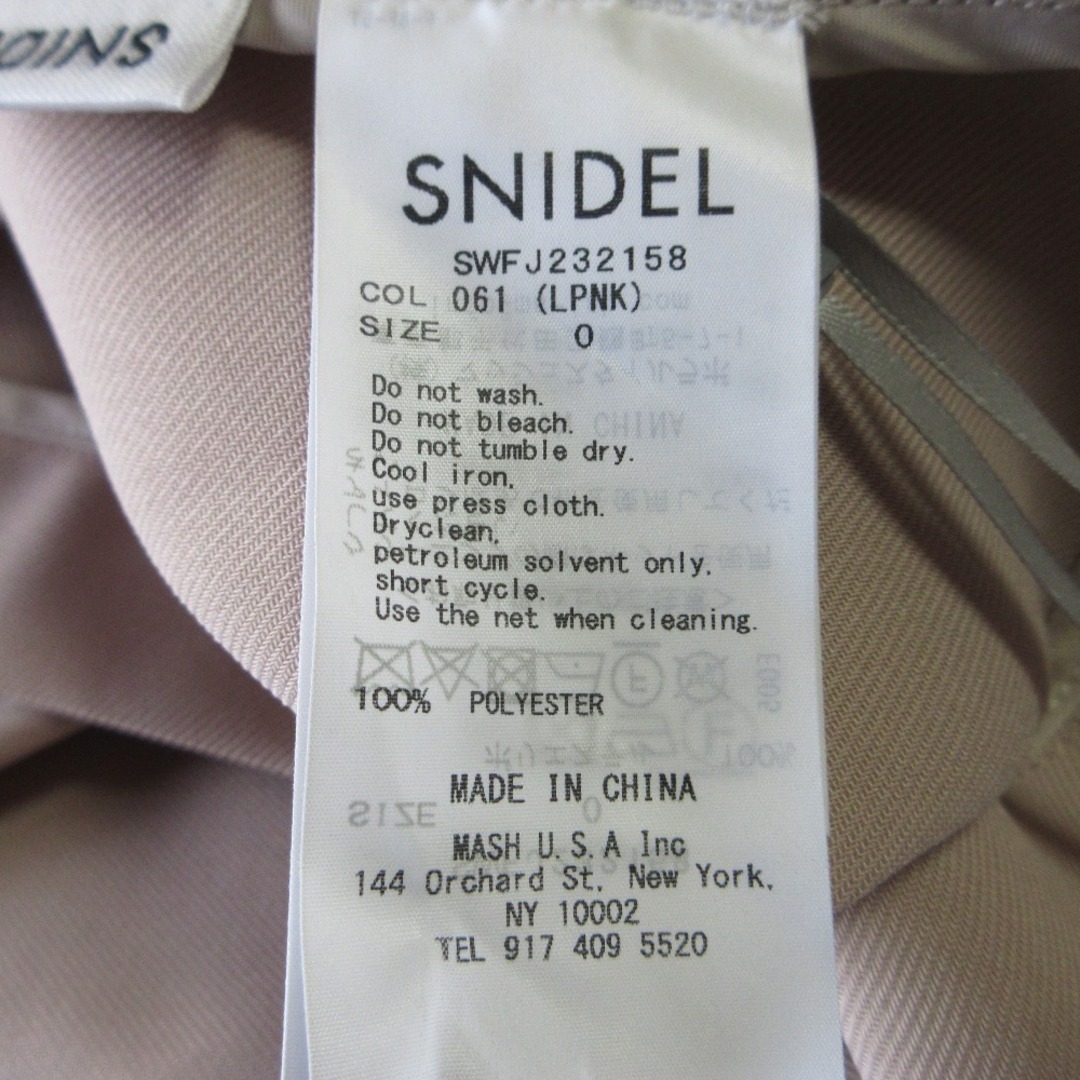 SNIDEL
SWFJ232158
COL 061 (LPNK)
SIZE 0
Do not wash.
Do not bleach.
Do not tumble dry.
Cool iron.
use press cloth.
Dryclean,
petroleum solvent only.
short cycle.
Use the net when cleaning.
100% POLYESTER
MADE IN CHINA
MASH U.S.A Inc
144 Orchard St. New York,
NY 10002
TEL 917 409 5520